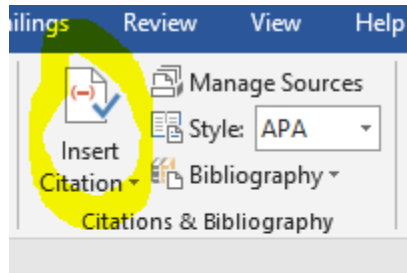 ilings Review View Help
Insert Citation
Manage Sources
Style: APA
Bibliography
Citations & Bibliography